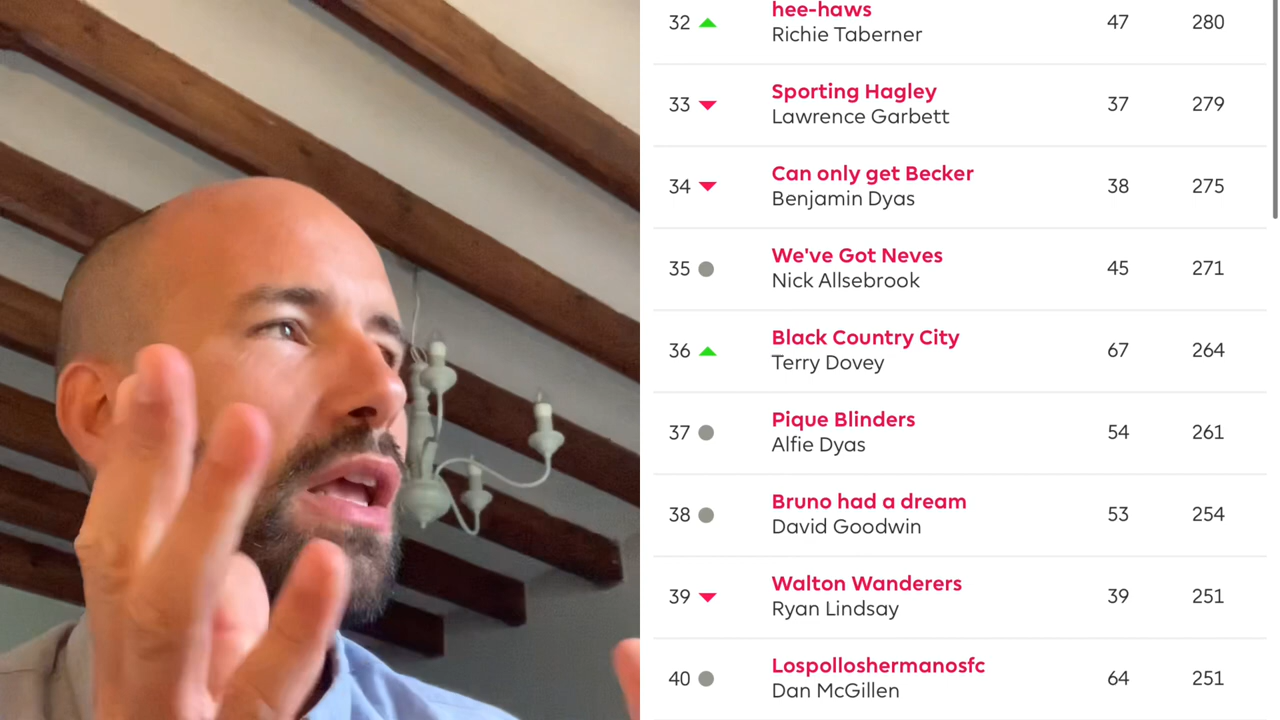 32 hee-haws 47 280
Richie Taberner
33 Sporting Hagley 37 279
Lawrence Garbett
34 Can only get Becker 38 275
Benjamin Dyas
35 We've Got Neves 45 271
Nick Allsebrook
36 Black Country City 67 264
Terry Dovey
37 Pique Blinders 54 261
Alfie Dyas
38 Bruno had a dream 53 254
David Goodwin
39 Walton Wanderers 39 251
Ryan Lindsay
40 Lospolloshermanosfc 64 251
Dan McGillen